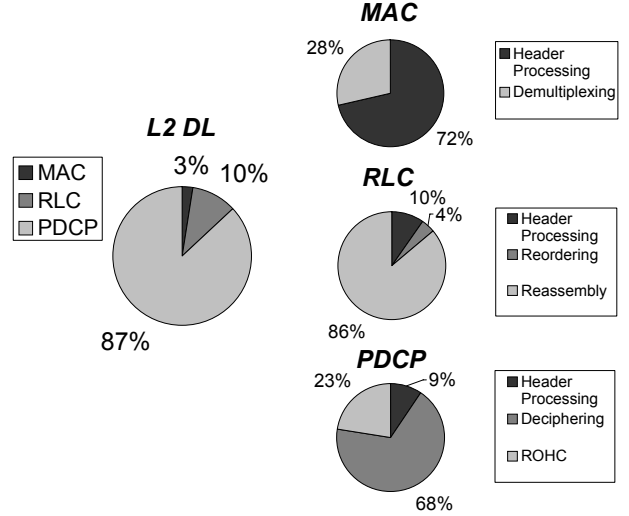 MAC
28%
72%
Header
Processing
Demultiplexing
L2 DL
MAC
RLC
PDCP
3%
10%
87%
RLC
10%
4%
86%
Header
Processing
Reordering
Reassembly
PDCP
23%
9%
68%
Header
Processing
Deciphering
ROHC